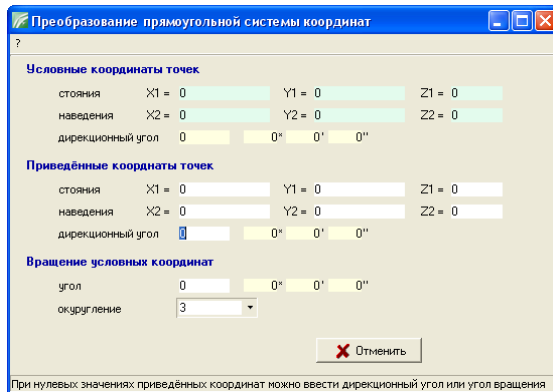 Преобразование прямоугольной системы координат
?
Условные координаты точек
стояния X1 = 0 Y1 = 0 Z1 = 0
наведения X2 = 0 Y2 = 0 Z2 = 0
дирекционный угол 0 0* 0' 0"
Приведённые коорднаты точек
стояния X1 = 0 Y1 = 0 Z1 = 0
наведения X2 = 0 Y2 = 0 Z2 = 0
дирекционный угол 0 0* 0' 0"
Вращение условных координат
угол 0 0* 0' 0"
окуругление 3
Отменить
При нулевых значениях приведённых координат можно ввести дирекционный угол или угол вращения